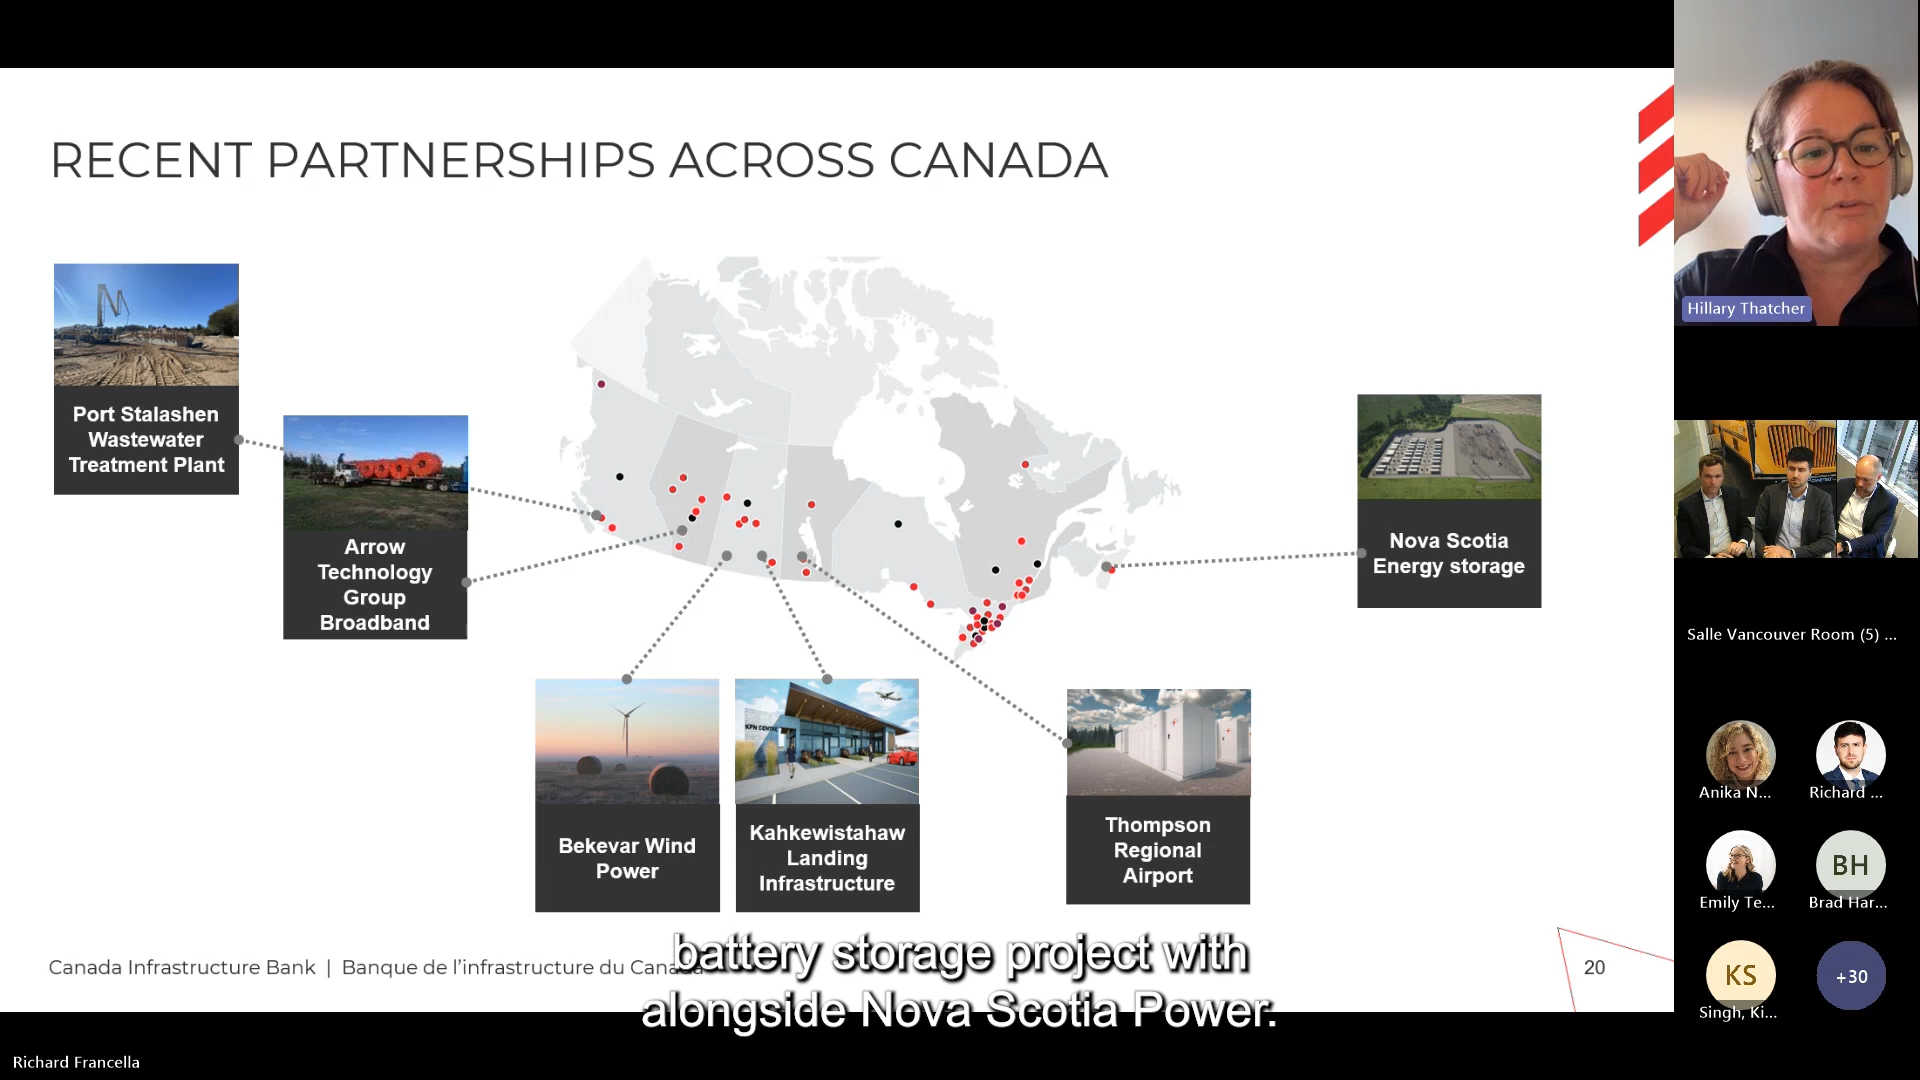 RECENT PARTNERSHIPS ACROSS CANADA
Port Stalashen
Wastewater
Treatment Plant
Arrow
Technology
Group
Broadband
Bekevar Wind
Power
KFN CENTRE
Kahkewistahaw
Landing
Infrastructure
Thompson
Regional
Airport
Nova Scotia
Energy storage
Canada Infrastructure Bank | Banque de l'infrastructure du Canada
20
battery storage project with
alongside Nova Scotia Power.
Richard Francella
Hillary Thatcher
Salle Vancouver Room (5) ...
Anika N...
Richard ...
Emily Te...
BH
Brad Har...
KS
Singh, Ki...
+30